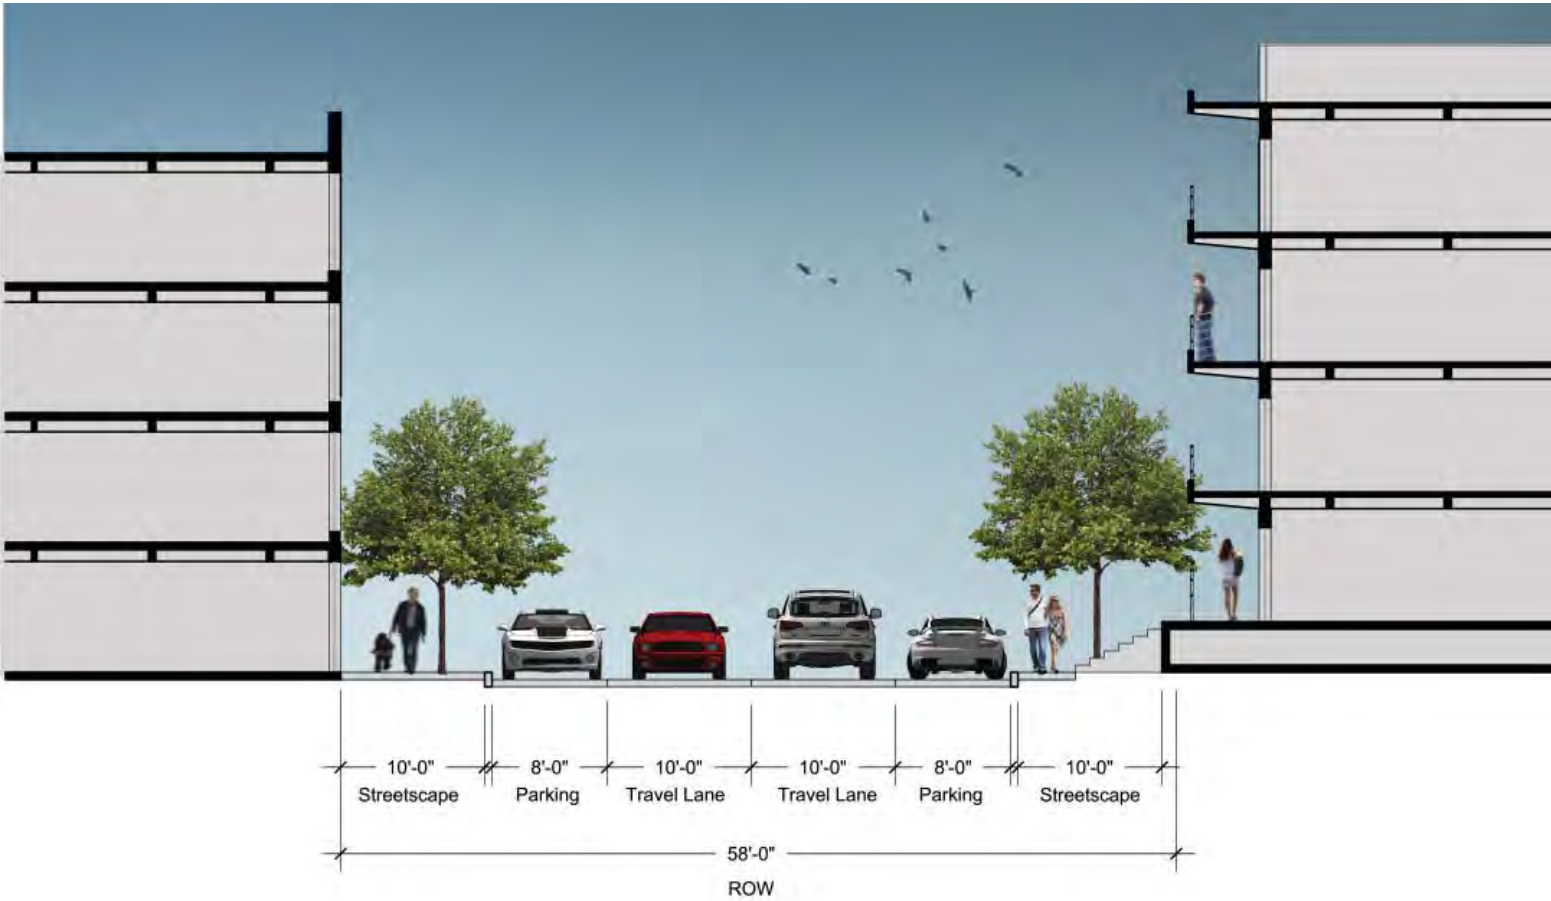 10'-0" 8'-0" 10'-0" 10'-0" 8'-0" 10'-0"
Streetscape Parking Travel Lane Travel Lane Parking Streetscape
58'-0"
ROW